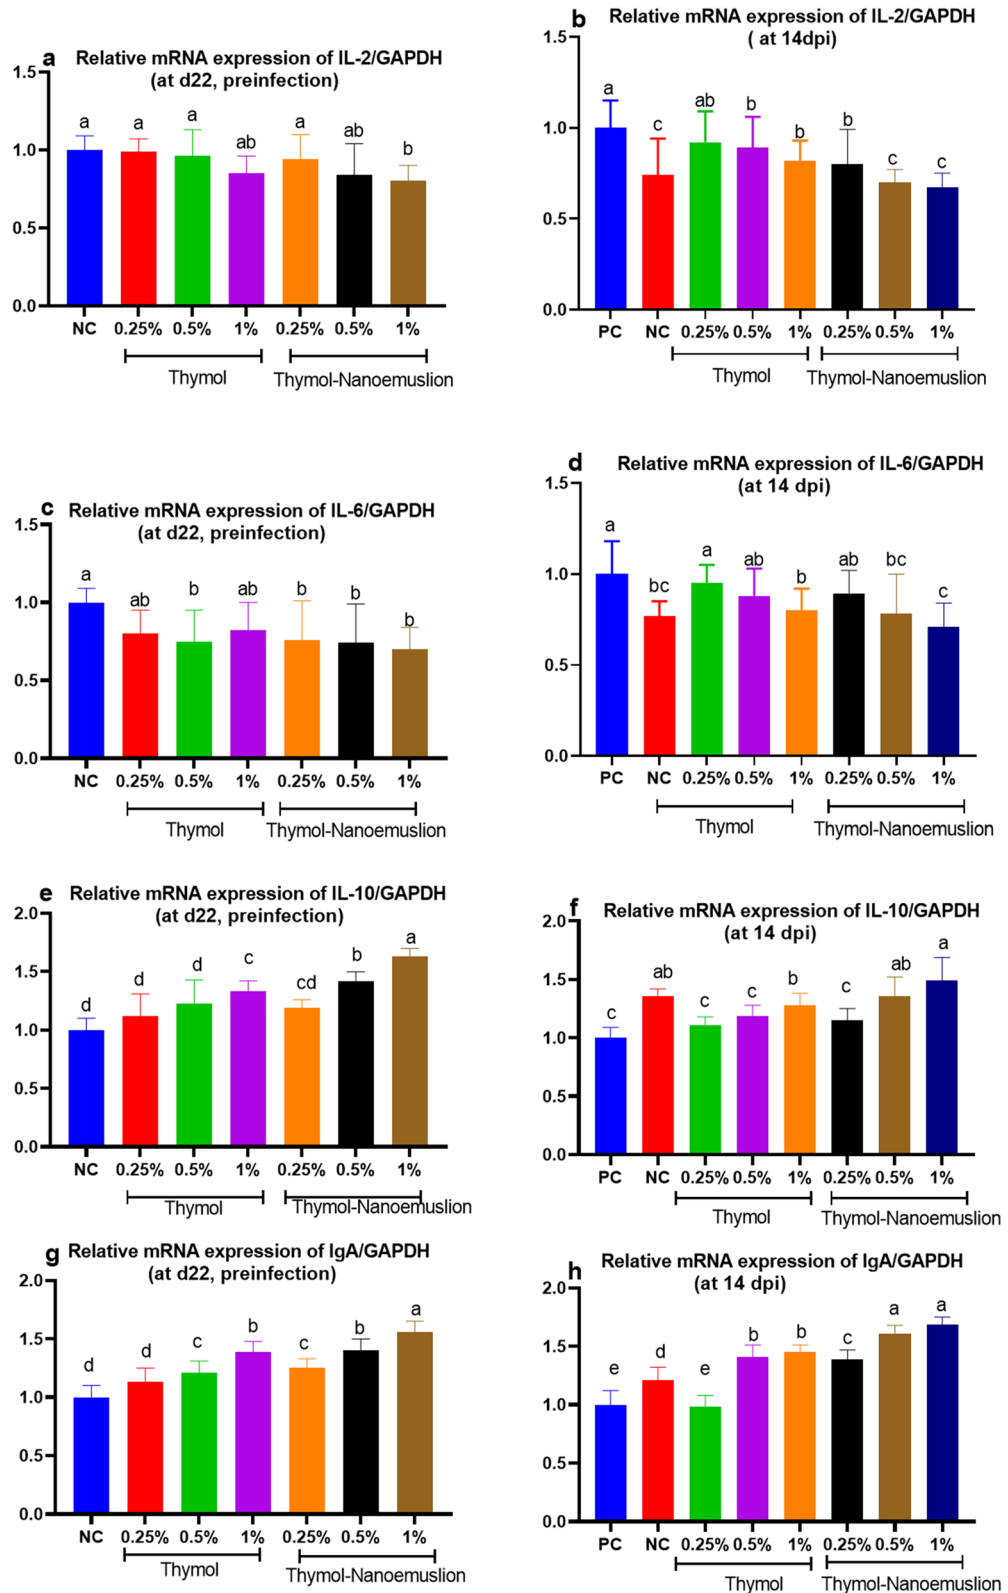 a Relative mRNA expression of IL-2/GAPDH
(at d22, preinfection)
1.5
1.0
0.5
0.0
a a a ab a ab b
NC 0.25% 0.5% 1% 0.25% 0.5% 1%
Thymol Thymol-Nanoemuslion
b Relative mRNA expression of IL-2/GAPDH
( at 14dpi)
1.5
1.0
0.5
0.0
a c ab b b b c c
PC NC 0.25% 0.5% 1% 0.25% 0.5% 1%
Thymol Thymol-Nanoemuslion
c Relative mRNA expression of IL-6/GAPDH
(at d22, preinfection)
1.5
1.0
0.5
0.0
a ab b ab b b b
NC 0.25% 0.5% 1% 0.25% 0.5% 1%
Thymol Thymol-Nanoemuslion
d Relative mRNA expression of IL-6/GAPDH
(at 14 dpi)
1.5
1.0
0.5
0.0
a bc a ab b ab bc c
PC NC 0.25% 0.5% 1% 0.25% 0.5% 1%
Thymol Thymol-Nanoemuslion
e Relative mRNA expression of IL-10/GAPDH
(at d22, preinfection)
2.0
1.5
1.0
0.5
0.0
d d d c cd b a
NC 0.25% 0.5% 1% 0.25% 0.5% 1%
Thymol Thymol-Nanoemuslion
f Relative mRNA expression of IL-10/GAPDH
(at 14 dpi)
2.0
1.5
1.0
0.5
0.0
c ab c c b c ab a
PC NC 0.25% 0.5% 1% 0.25% 0.5% 1%
Thymol Thymol-Nanoemuslion
g Relative mRNA expression of IgA/GAPDH
(at d22, preinfection)
2.0
1.5
1.0
0.5
0.0
d d c b c b a
NC 0.25% 0.5% 1% 0.25% 0.5% 1%
Thymol Thymol-Nanoemuslion
h Relative mRNA expression of IgA/GAPDH
(at 14 dpi)
2.0
1.5
1.0
0.5
0.0
e d e b b c a a
PC NC 0.25% 0.5% 1% 0.25% 0.5% 1%
Thymol Thymol-Nanoemuslion